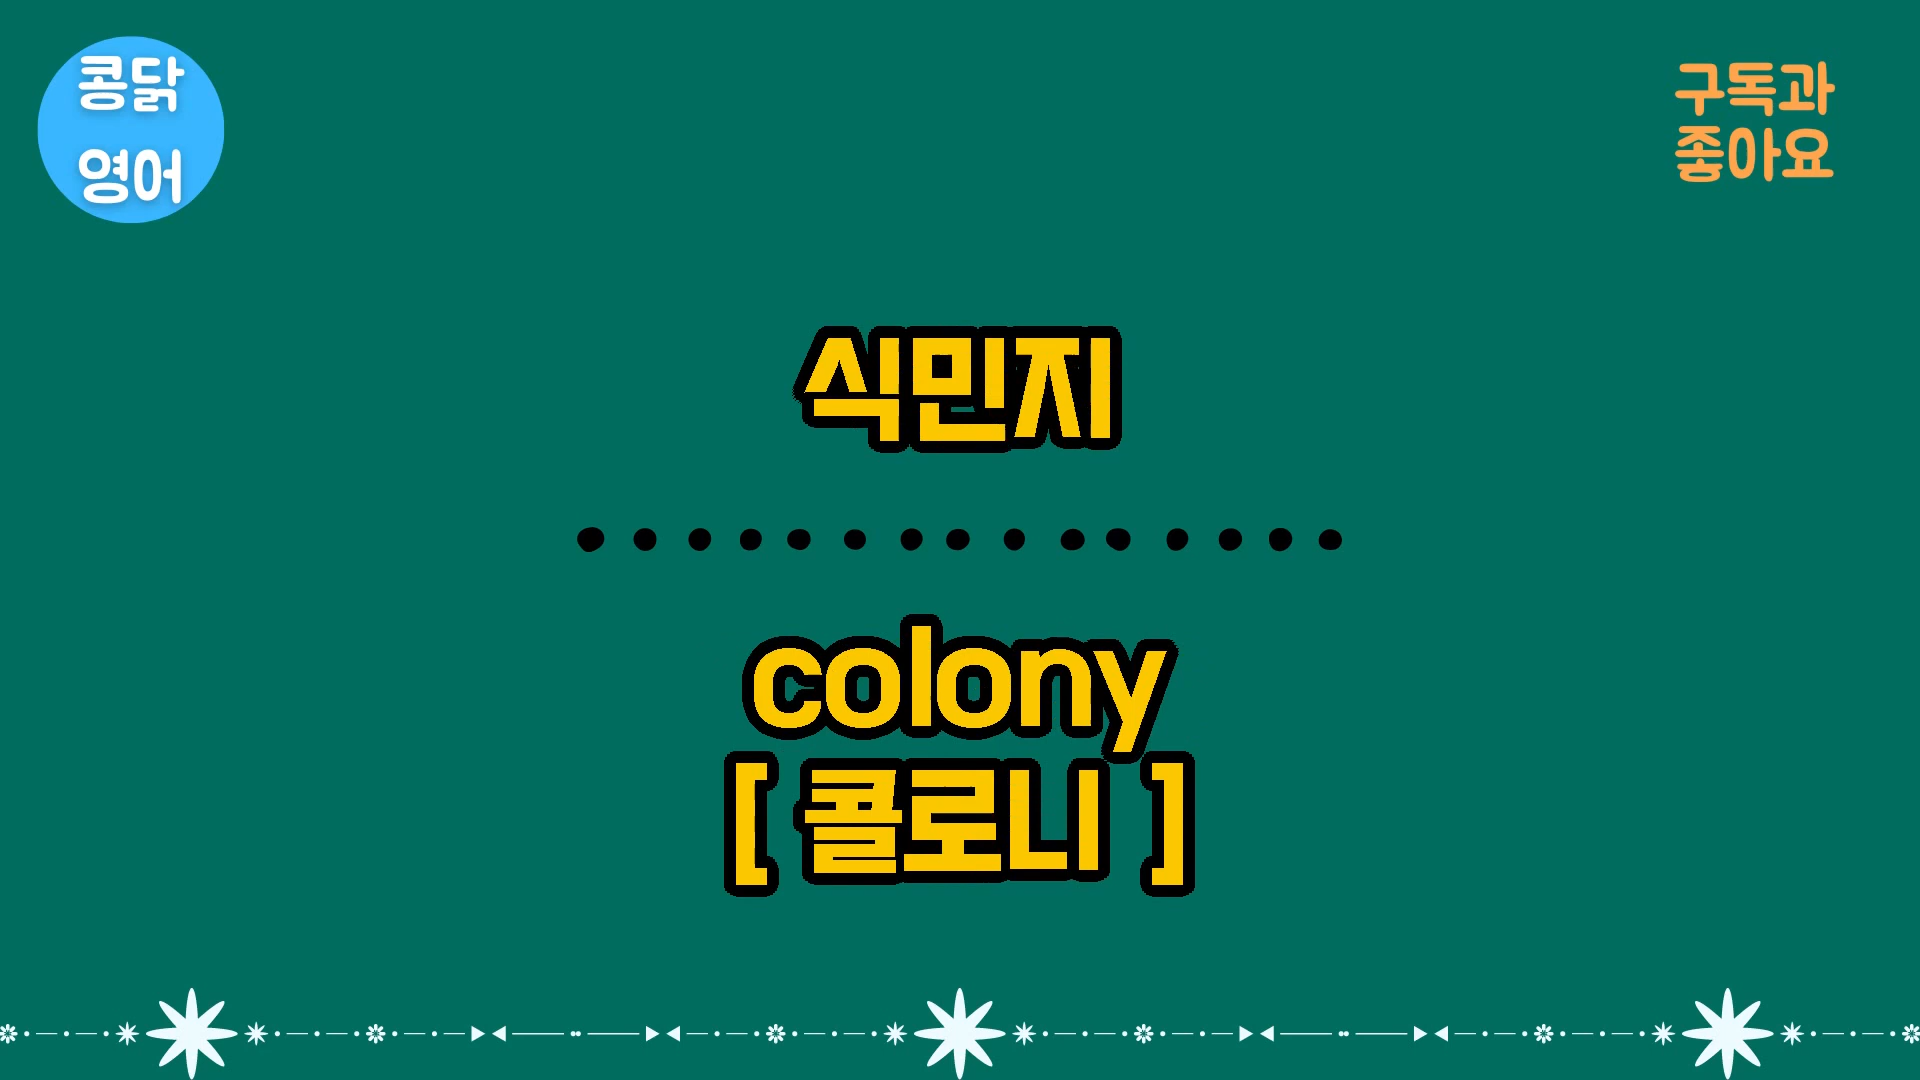 콩닭
영어
구독과
좋아요
식민지
colony
[ 콜로니 ]